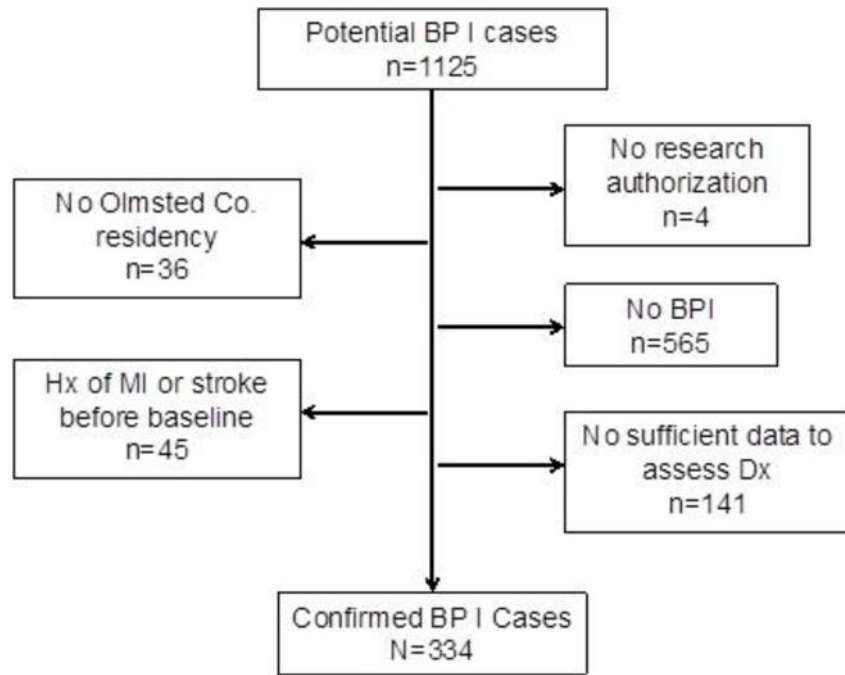 Potential BP I cases
n=1125
No research
authorization
n=4
No Olmsted Co.
residency
n=36
No BPI
n=565
Hx of MI or stroke
before baseline
n=45
No sufficient data to
assess Dx
n=141
Confirmed BP I Cases
N=334